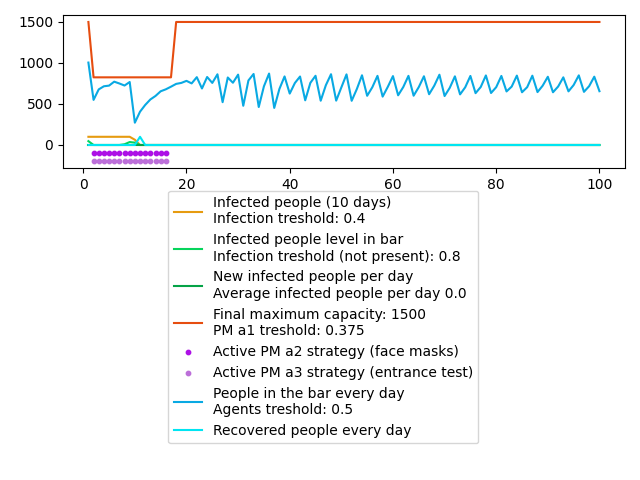 1500
1000
500
0
0 20 40 60 80 100
Infected people (10 days)
Infection treshold: 0.4
Infected people level in bar
Infection treshold (not present): 0.8
New infected people per day
Average infected people per day 0.0
Final maximum capacity: 1500
PM a1 treshold: 0.375
Active PM a2 strategy (face masks)
Active PM a3 strategy (entrance test)
People in the bar every day
Agents treshold: 0.5
Recovered people every day